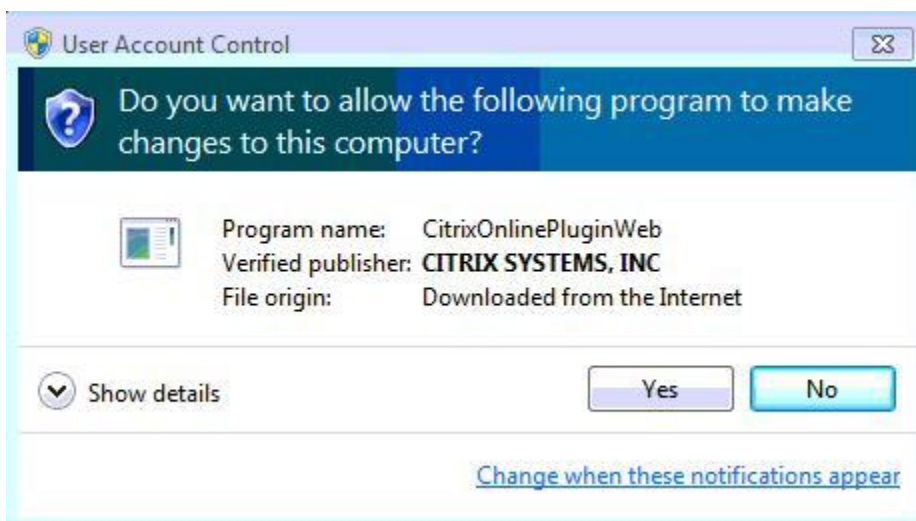 User Account Control
Do you want to allow the following program to make
changes to this computer?
Program name: CitrixOnlinePluginWeb
Verified publisher: CITRIX SYSTEMS, INC
File origin: Downloaded from the Internet
Show details
Yes
No
Change when these notifications appear